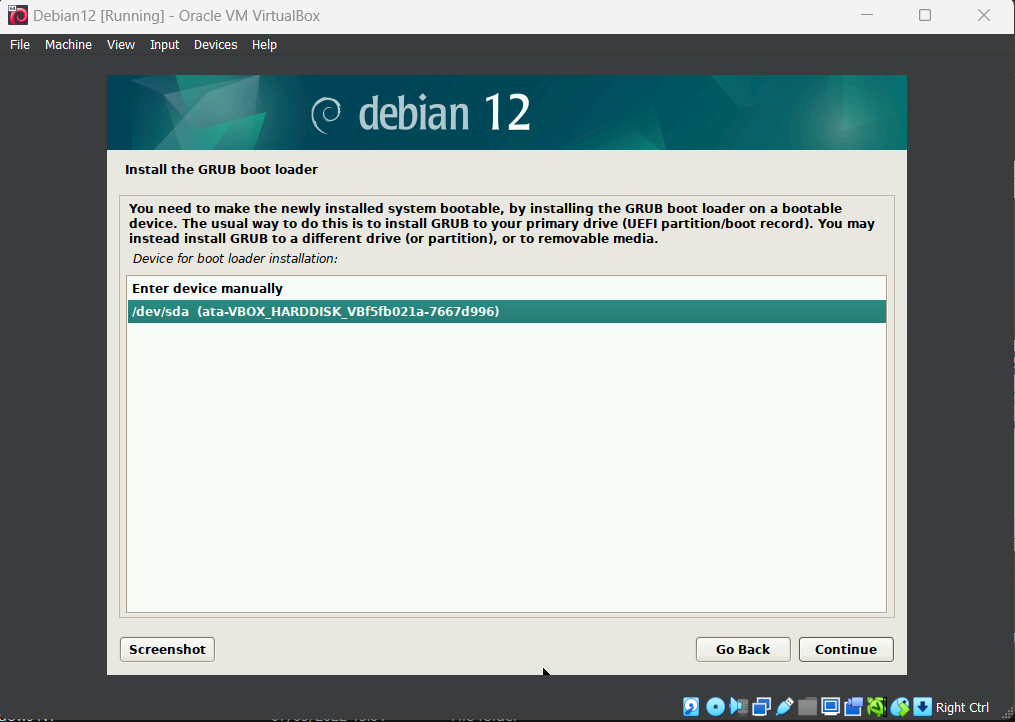 Debian12 [Running] - Oracle VM VirtualBox
File Machine View Input Devices Help
debian 12
Install the GRUB boot loader
You need to make the newly installed system bootable, by installing the GRUB boot loader on a bootable
device. The usual way to do this is to install GRUB to your primary drive (UEFI partition/boot record). You may
instead install GRUB to a different drive (or partition), or to removable media.
Device for boot loader installation:
Enter device manually
/dev/sda (ata-VBOX_HARDDISK_VBf5fb021a-7667d996)
Screenshot Go Back Continue
Right Ctrl